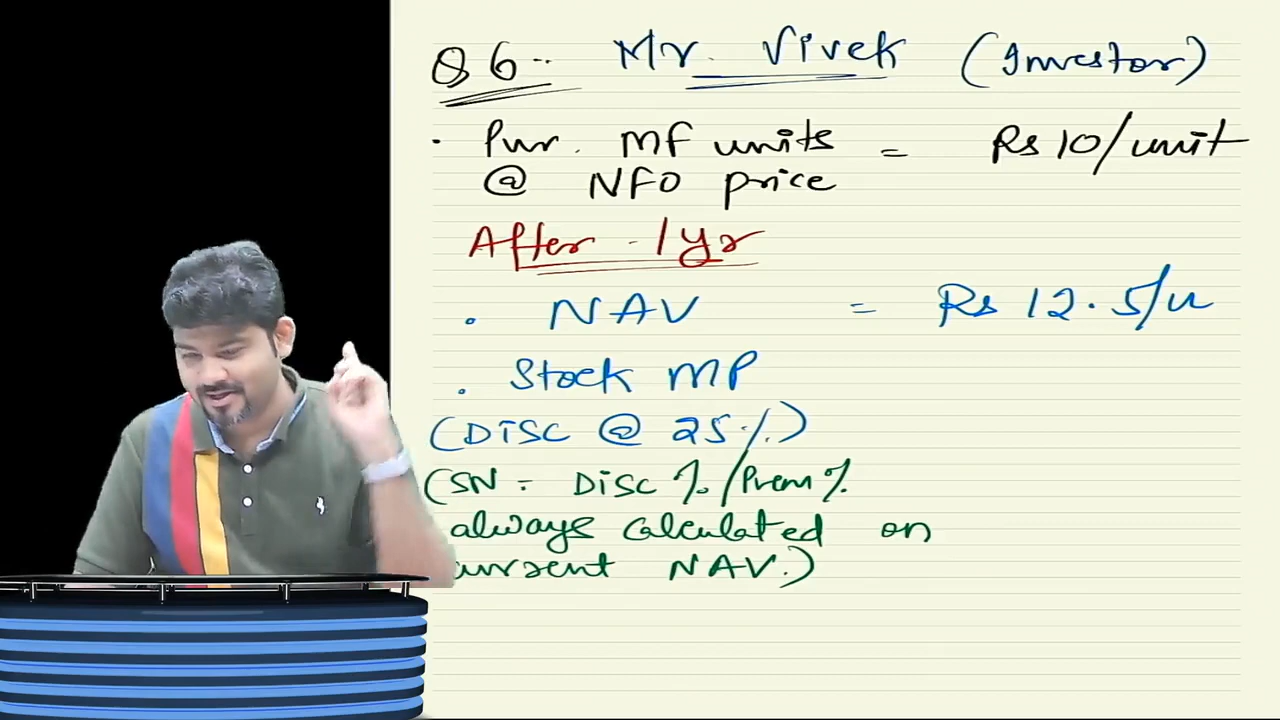 Q6.. Mr. Vivek (Investor)
. Pur. MF units = Rs 10/unit
@ NFO price
After 1yr
. NAV = Rs 12.5/u
. Stock MP
(DISC @ 25%)
(SN = DISC %/Prem%
always calculated on
current NAV.)